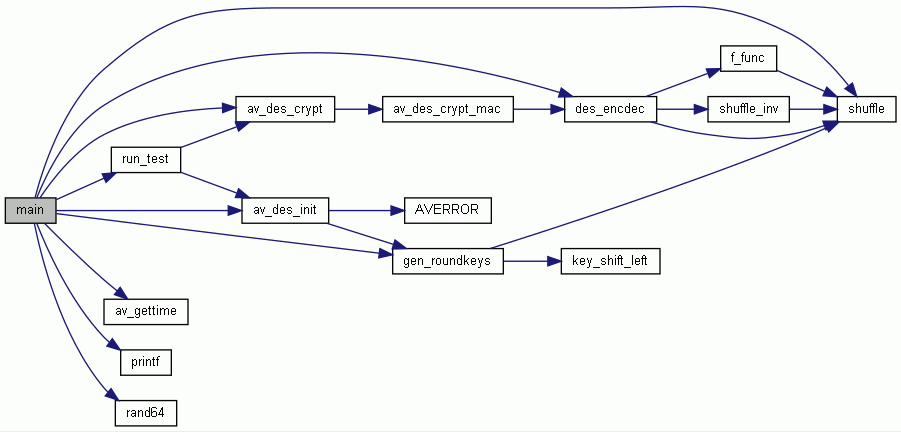 f_func
av_des_crypt
av_des_crypt_mac
des_encdec
shuffle_inv
shuffle
run_test
main
av_des_init
AVERROR
gen_roundkeys
key_shift_left
av_gettime
printf
rand64